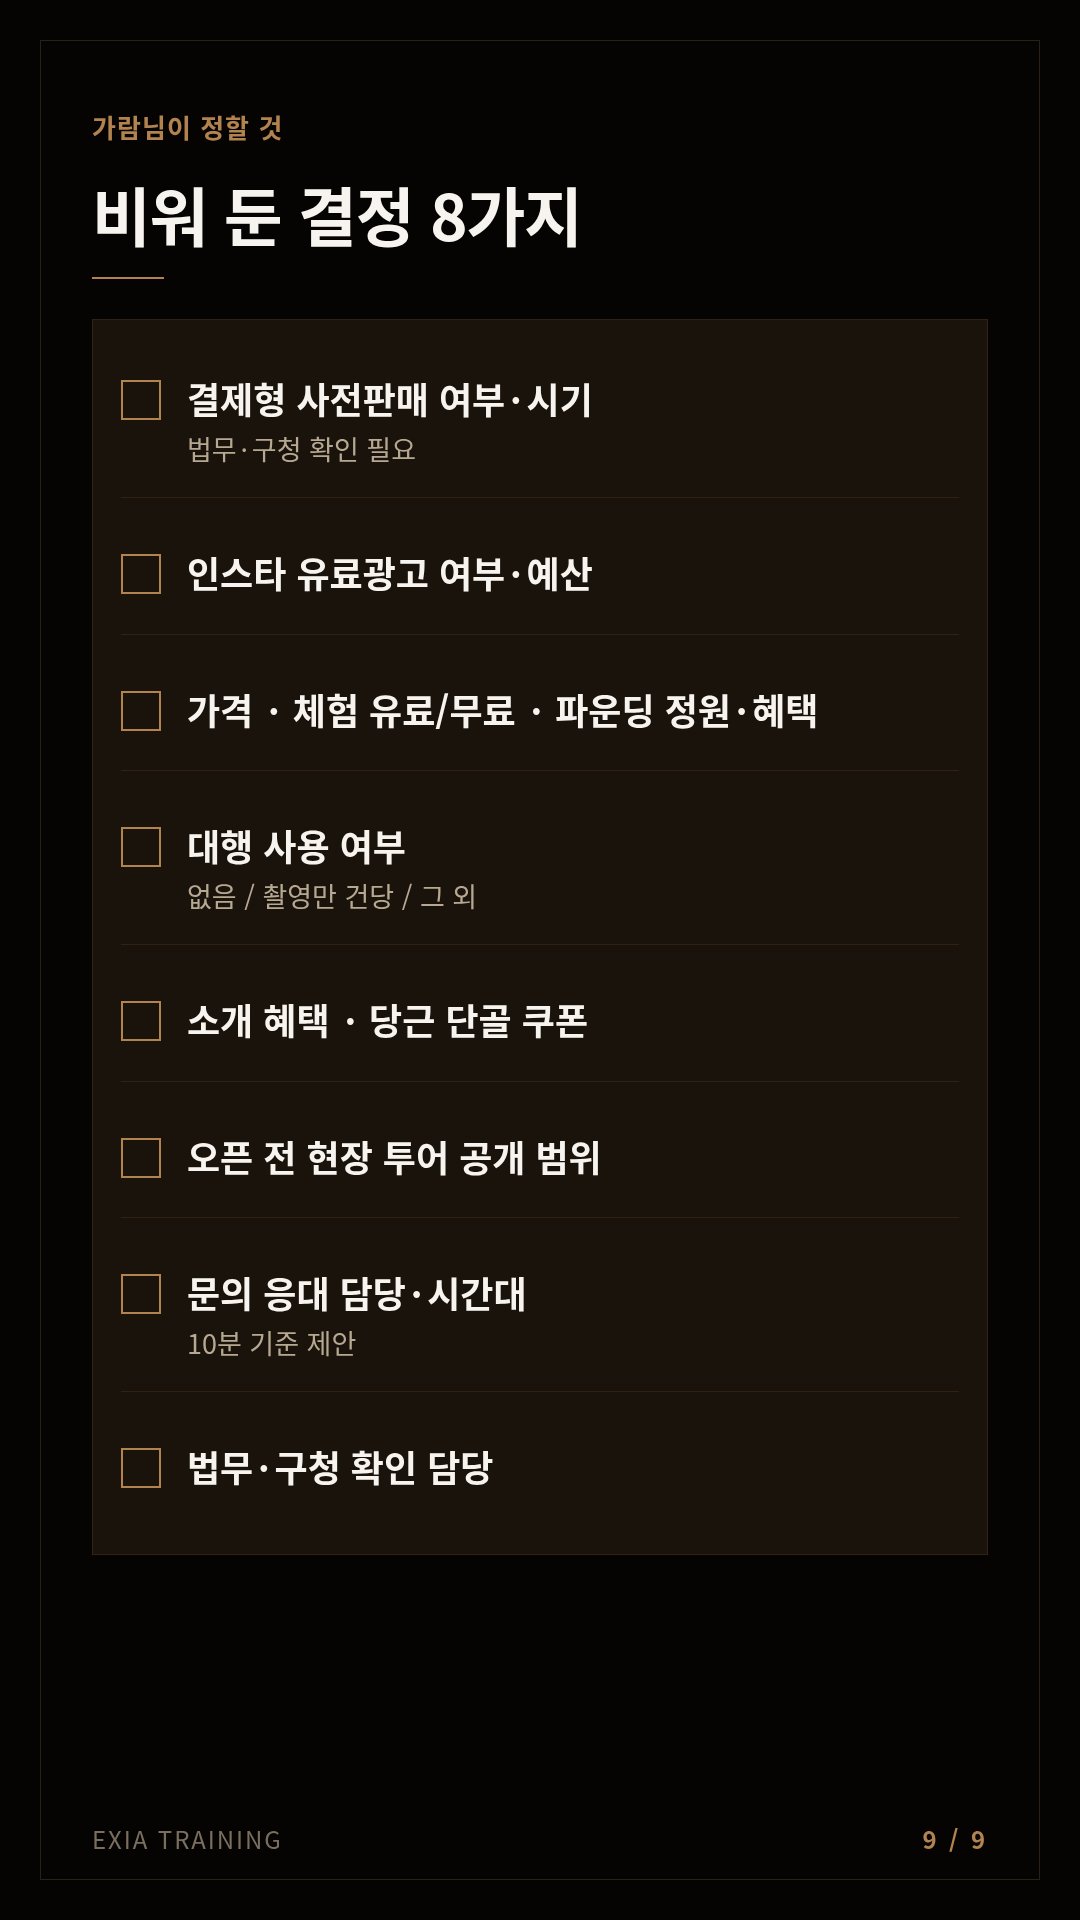 가람님이 정할 것
비워 둔 결정 8가지
결제형 사전판매 여부·시기
법무·구청 확인 필요
인스타 유료광고 여부·예산
가격 · 체험 유료/무료 · 파운딩 정원·혜택
대행 사용 여부
없음 / 촬영만 건당 / 그 외
소개 혜택 · 당근 단골 쿠폰
오픈 전 현장 투어 공개 범위
문의 응대 담당·시간대
10분 기준 제안
법무·구청 확인 담당
EXIA TRAINING
9 / 9